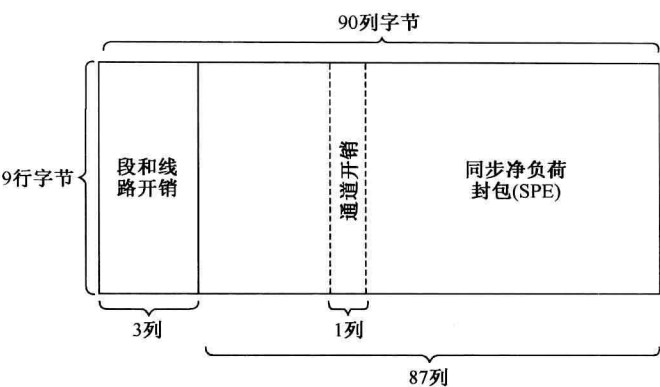 90列字节
9行字节
段和线
路开销
通道开销
同步净负荷
封包(SPE)
3列
1列
87列